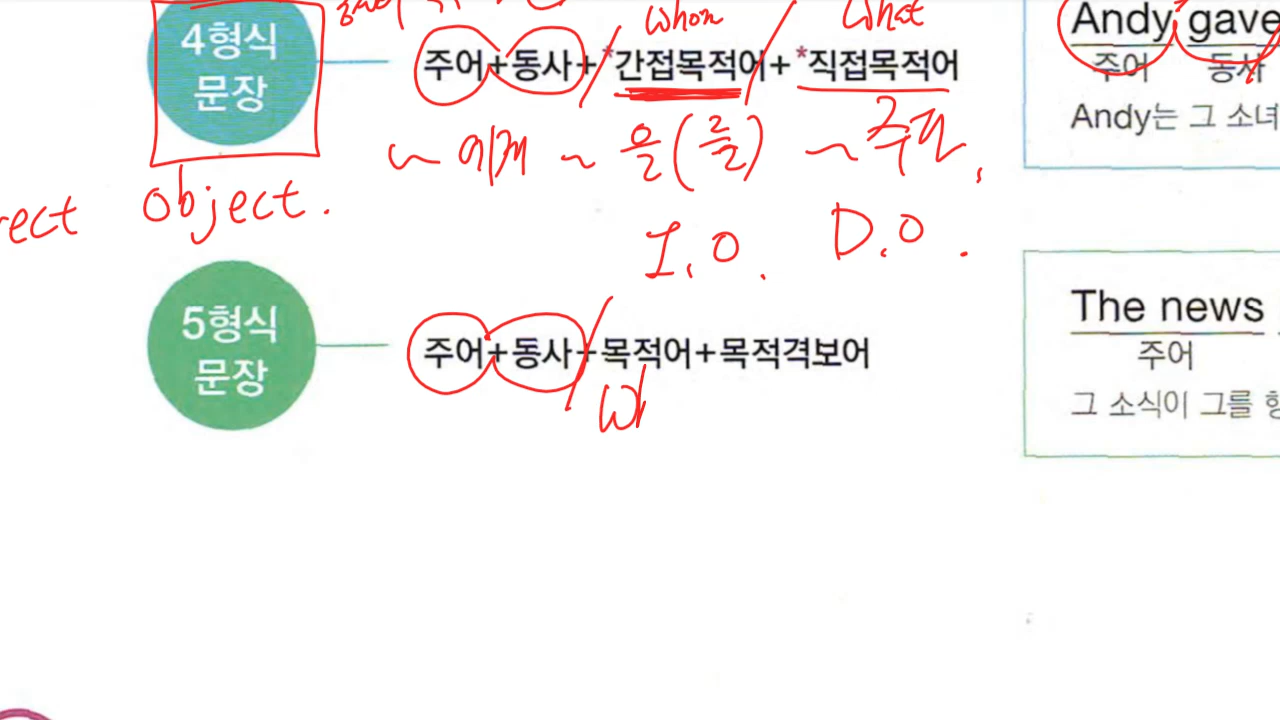 whom
what
Andy gave
4형식
문장
주어+동사+*간접목적어+*직접목적어
주어
동사
Andy는 그 소녀
~에게 ~을(를) ~주다.
rect object.
I.O. D.O.
The news
5형식
문장
주어+동사+목적어+목적격보어
주어
그 소식이 그를
Wh